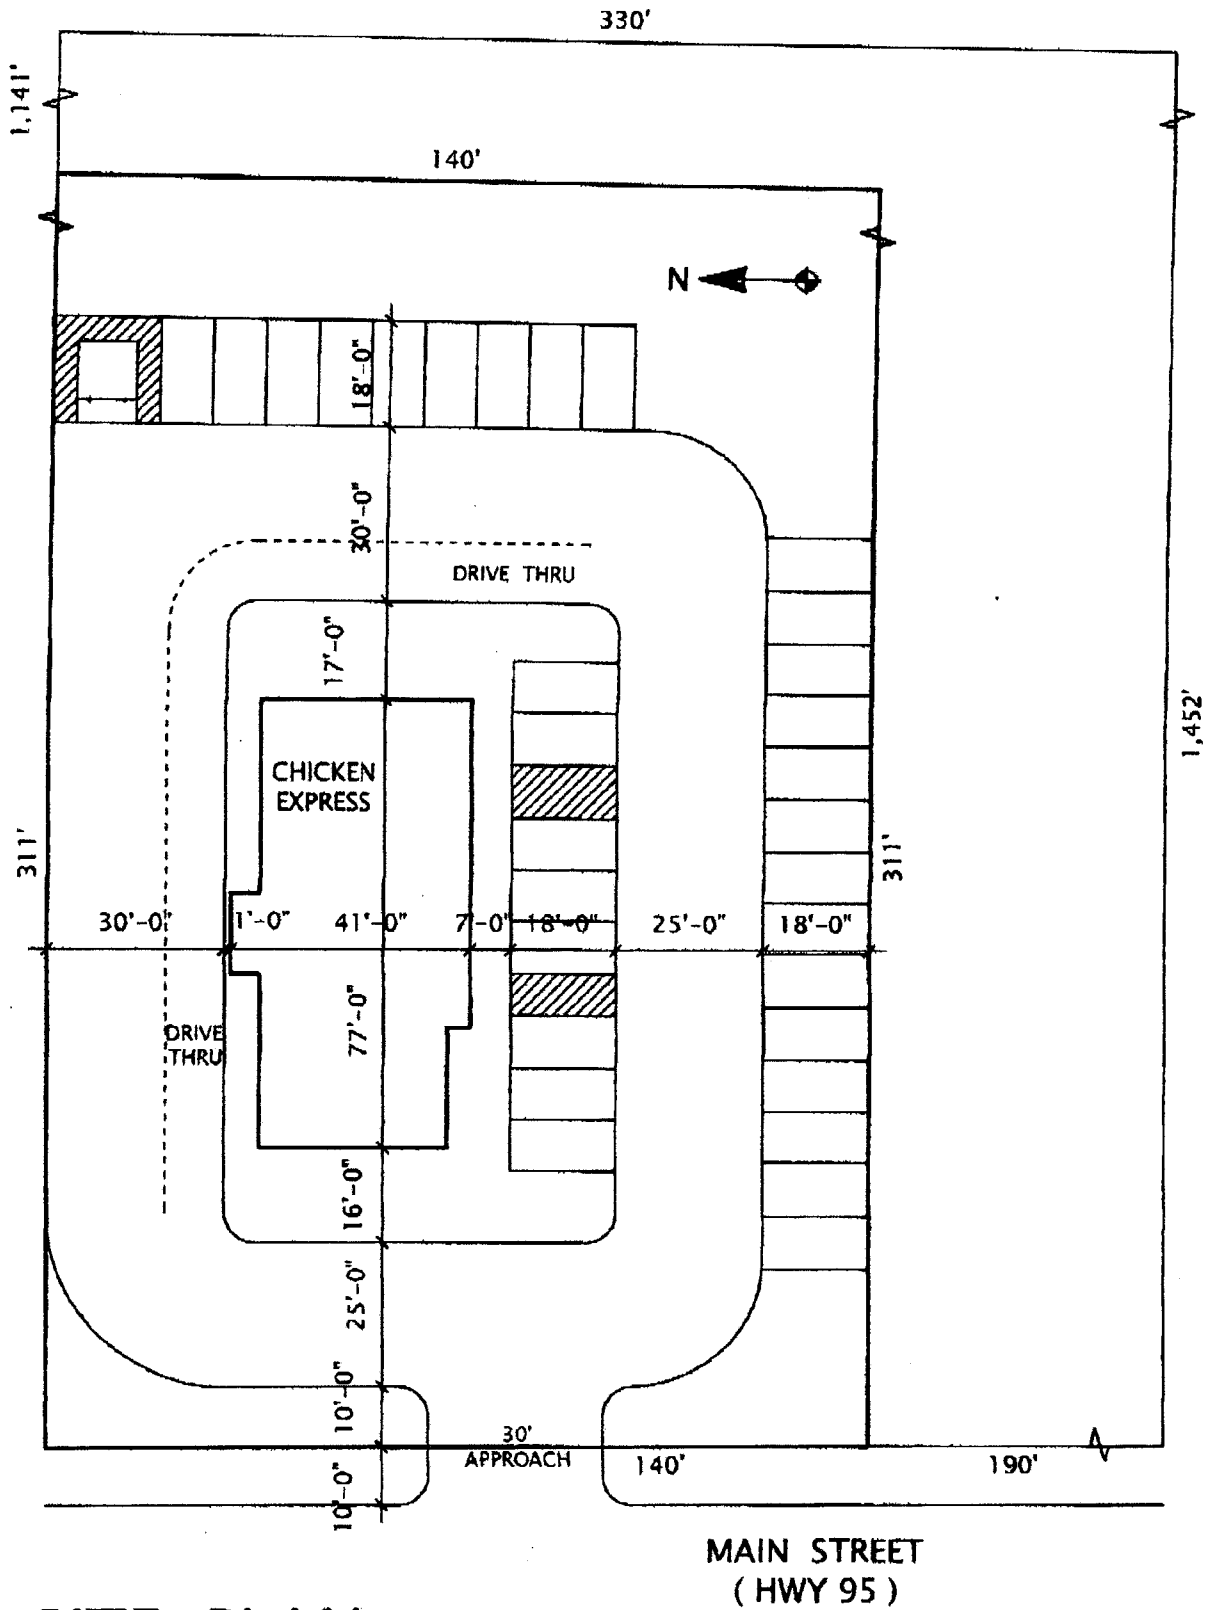 330'
1,141'
140'
N
18'-0"
30'-0"
DRIVE THRU
17'-0"
CHICKEN
EXPRESS
1,452'
311'
311'
30'-0"
1'-0"
41'-0"
7'-0"
18'-0"
25'-0"
18'-0"
77'-0"
DRIVE
THRU
16'-0"
25'-0"
10'-0"
30'
APPROACH
140'
190'
10'-0"
MAIN STREET
( HWY 95 )